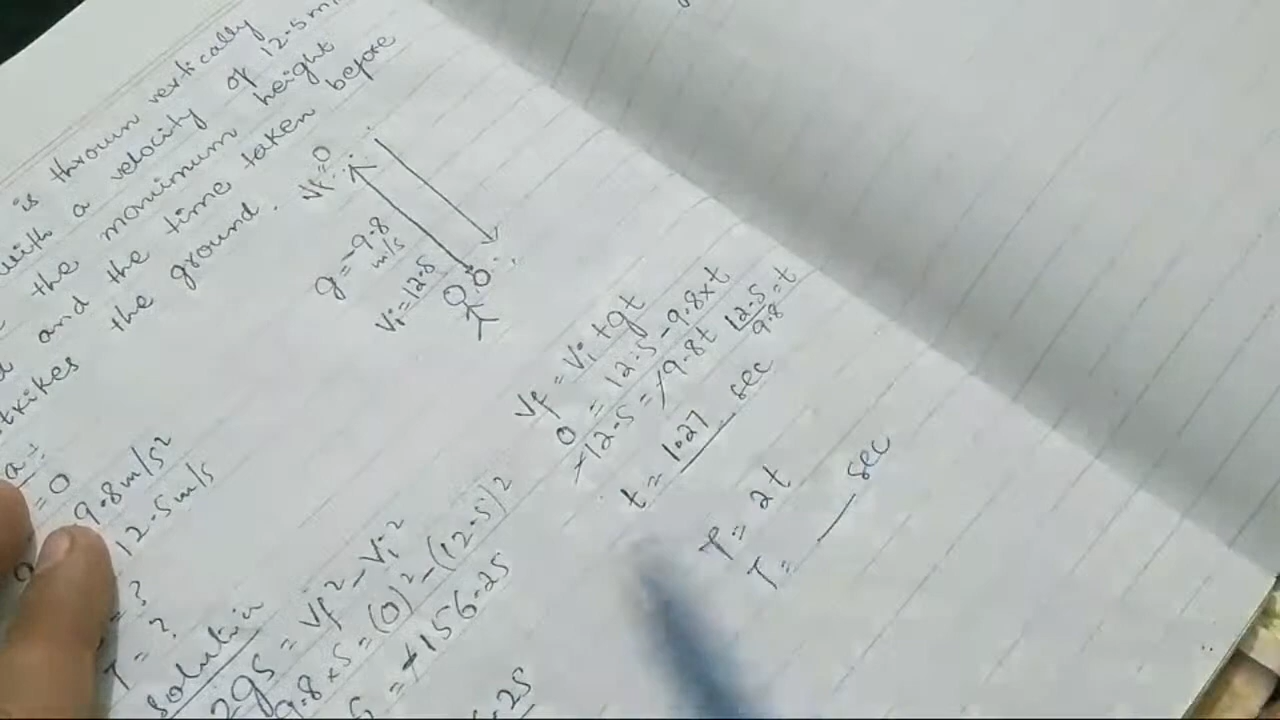 is thrown vertically
with a velocity of 12.5 m
the maximum height
and the time taken before
strikes the ground.
Vf=0
g=-9.8
m/s
Vi=12.5
=0
9.8m/s²
12.5m/s
= ?
T = ?
solution
2gs = Vf² - Vi²
9.8 x s = (0)² - (12.5)²
= +156.25
.25
Vf = Vi + gt
0 = 12.5 - 9.8 x t
-12.5 = -9.8t
12.5/9.8 = t
t = 1.27 sec
T = 2t
T = — sec